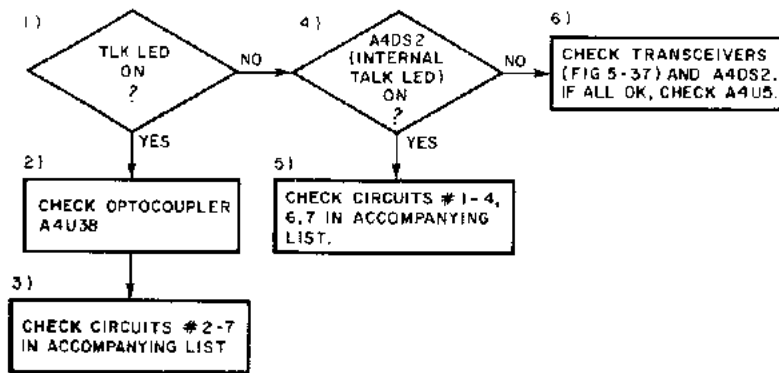 1)
TLK LED
ON
?
NO
YES
2)
CHECK OPTOCOUPLER
A4U38
3)
CHECK CIRCUITS #2-7
IN ACCOMPANYING LIST
4)
A4DS2
(INTERNAL
TALK LED)
ON
?
NO
YES
5)
CHECK CIRCUITS #1-4,
6,7 IN ACCOMPANYING
LIST.
6)
CHECK TRANSCEIVERS
(FIG 5-37) AND A4DS2.
IF ALL OK, CHECK A4U5.